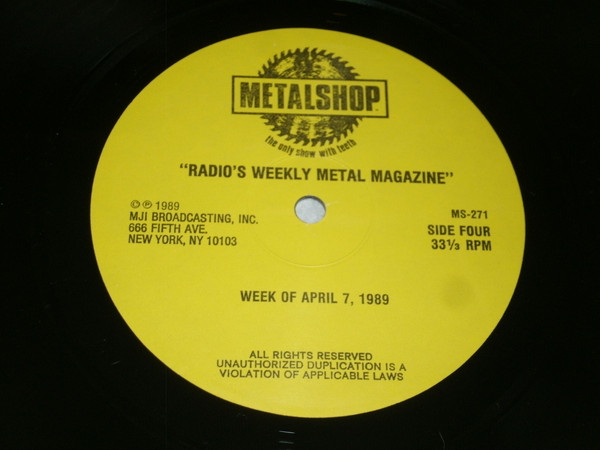 METALSHOP
the only show with teeth
"RADIO'S WEEKLY METAL MAGAZINE"
© ℗ 1989
MJI BROADCASTING, INC.
666 FIFTH AVE.
NEW YORK, NY 10103
MS-271
SIDE FOUR
33⅓ RPM
WEEK OF APRIL 7, 1989
ALL RIGHTS RESERVED
UNAUTHORIZED DUPLICATION IS A
VIOLATION OF APPLICABLE LAWS